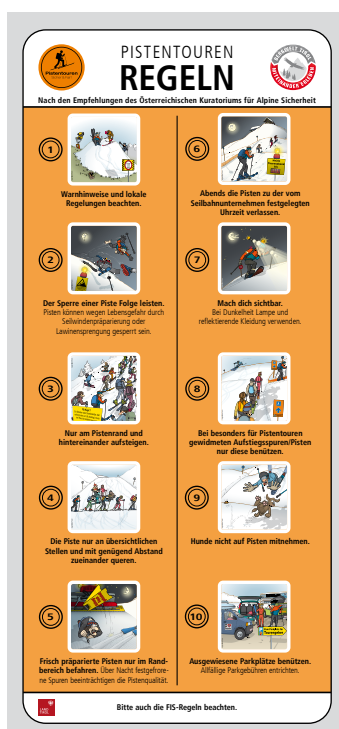 Pistentouren
PISTENTOUREN
REGELN
BERGWELT TIROL
MITEINANDER ERLEBEN
Nach den Empfehlungen des Österreichischen Kuratoriums für Alpine Sicherheit
1
Warnhinweise und lokale
Regelungen beachten.
2
Der Sperre einer Piste Folge leisten.
Pisten können wegen Lebensgefahr durch
Seilwindenpräparierung oder
Lawinensprengung gesperrt sein.
3
Nur am Pistenrand und
hintereinander aufsteigen.
4
Die Piste nur an übersichtlichen
Stellen und mit genügend Abstand
zueinander queren.
5
Frisch präparierte Pisten nur im Rand-
bereich befahren. Über Nacht festgefrore-
ne Spuren beeinträchtigen die Pistenqualität.
6
Abends die Pisten zu der vom
Seilbahnunternehmen festgelegten
Uhrzeit verlassen.
7
Mach dich sichtbar.
Bei Dunkelheit Lampe und
reflektierende Kleidung verwenden.
8
Bei besonders für Pistentouren
gewidmeten Aufstiegsspuren/Pisten
nur diese benützen.
9
Hunde nicht auf Pisten mitnehmen.
10
Ausgewiesene Parkplätze benützen.
Allfällige Parkgebühren entrichten.
Bitte auch die FIS-Regeln beachten.